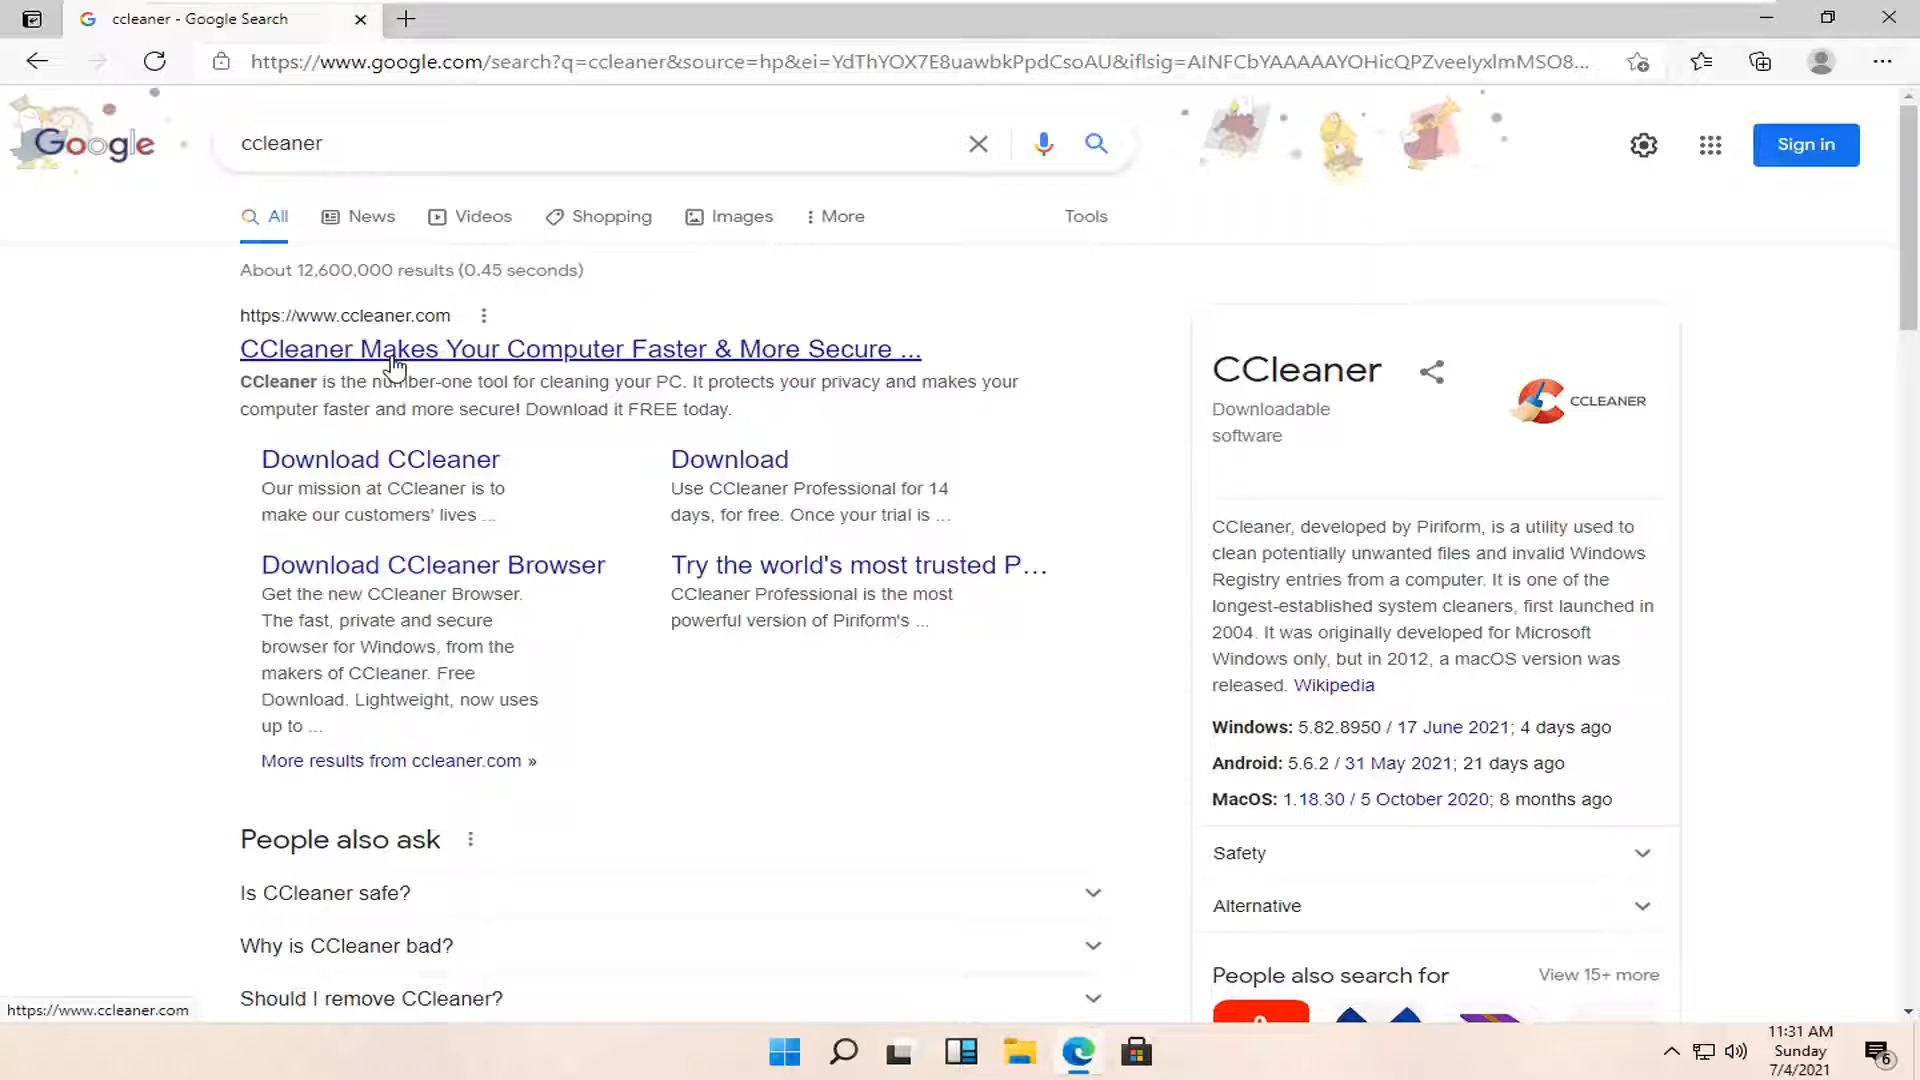 ccleaner - Google Search
https://www.google.com/search?q=ccleaner&source=hp&ei=YdThYOX7E8uawbkPpdCsoAU&iflsig=AINFCbYAAAAAYOHicQPZveeIyxlmMSO8...
Google
ccleaner
Sign in
All
News
Videos
Shopping
Images
More
Tools
About 12,600,000 results (0.45 seconds)
https://www.ccleaner.com
CCleaner Makes Your Computer Faster & More Secure ...
CCleaner is the number-one tool for cleaning your PC. It protects your privacy and makes your
computer faster and more secure! Download it FREE today.
Download CCleaner
Our mission at CCleaner is to
make our customers' lives ...
Download
Use CCleaner Professional for 14
days, for free. Once your trial is ...
Download CCleaner Browser
Get the new CCleaner Browser.
The fast, private and secure
browser for Windows, from the
makers of CCleaner. Free
Download. Lightweight, now uses
up to ...
Try the world's most trusted P...
CCleaner Professional is the most
powerful version of Piriform's ...
More results from ccleaner.com »
People also ask
Is CCleaner safe?
Why is CCleaner bad?
Should I remove CCleaner?
CCleaner
Downloadable
software
CCLEANER
CCleaner, developed by Piriform, is a utility used to
clean potentially unwanted files and invalid Windows
Registry entries from a computer. It is one of the
longest-established system cleaners, first launched in
2004. It was originally developed for Microsoft
Windows only, but in 2012, a macOS version was
released. Wikipedia
Windows: 5.82.8950 / 17 June 2021; 4 days ago
Android: 5.6.2 / 31 May 2021; 21 days ago
MacOS: 1.18.30 / 5 October 2020; 8 months ago
Safety
Alternative
People also search for
View 15+ more
https://www.ccleaner.com
11:31 AM
Sunday
7/4/2021
6